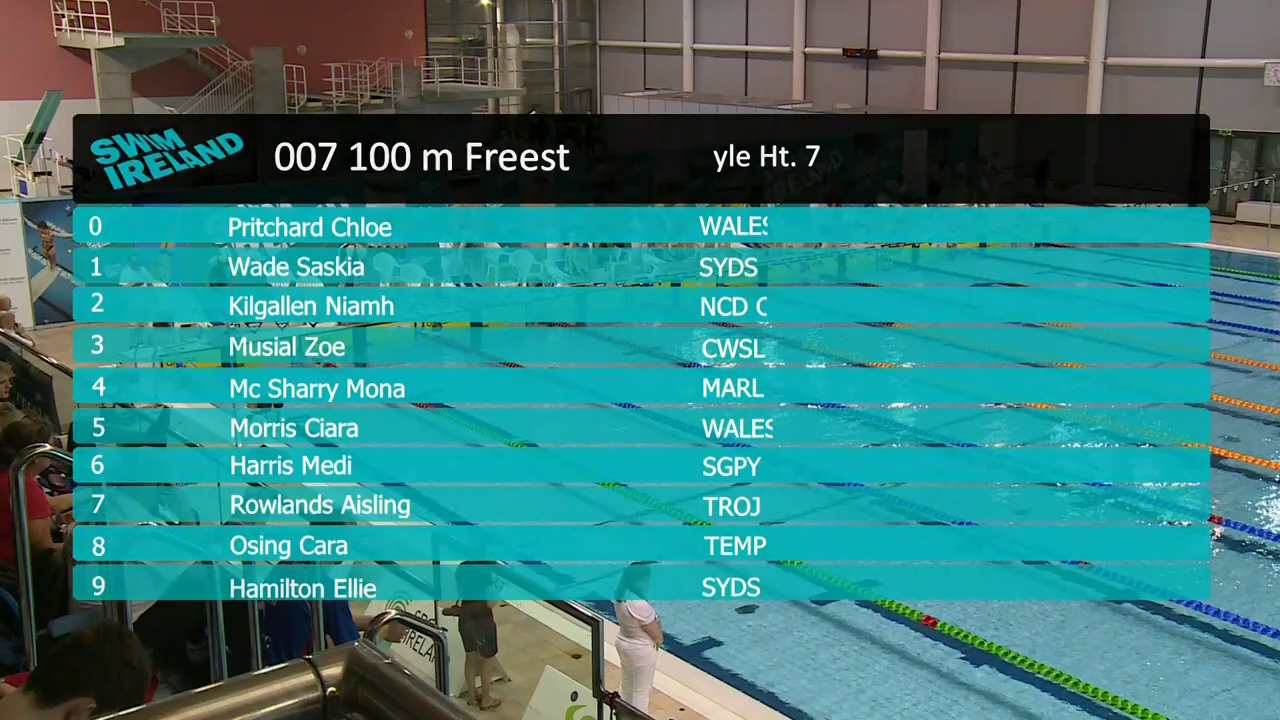 SWIM IRELAND
007 100 m Freest yle Ht. 7
0 Pritchard Chloe WALES
1 Wade Saskia SYDS
2 Kilgallen Niamh NCD C
3 Musial Zoe CWSL
4 Mc Sharry Mona MARL
5 Morris Ciara WALES
6 Harris Medi SGPY
7 Rowlands Aisling TROJ
8 Osing Cara TEMP
9 Hamilton Ellie SYDS